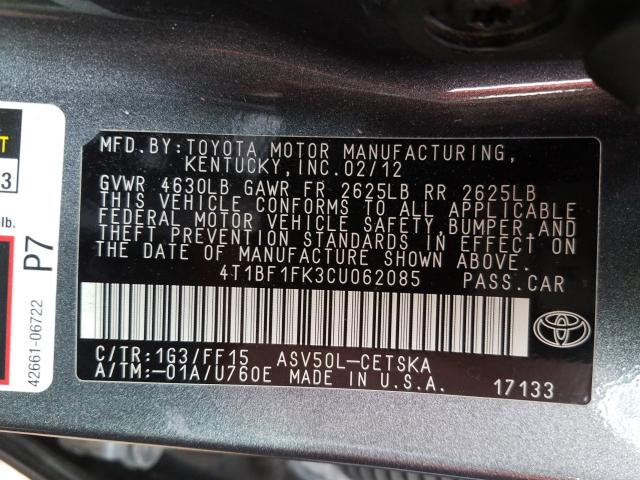 MFD.BY:TOYOTA MOTOR MANUFACTURING,
KENTUCKY,INC.02/12
GVWR 4630LB GAWR FR 2625LB RR 2625LB
THIS VEHICLE CONFORMS TO ALL APPLICABLE
FEDERAL MOTOR VEHICLE SAFETY,BUMPER,AND
THEFT PREVENTION STANDARDS IN EFFECT ON
THE DATE OF MANUFACTURE SHOWN ABOVE.
4T1BF1FK3CU062085 PASS.CAR
C/TR:1G3/FF15 ASV50L-CETSKA
A/TM:-01A/U760E MADE IN U.S.A. 17133
3
lb.
P7
42661-06722